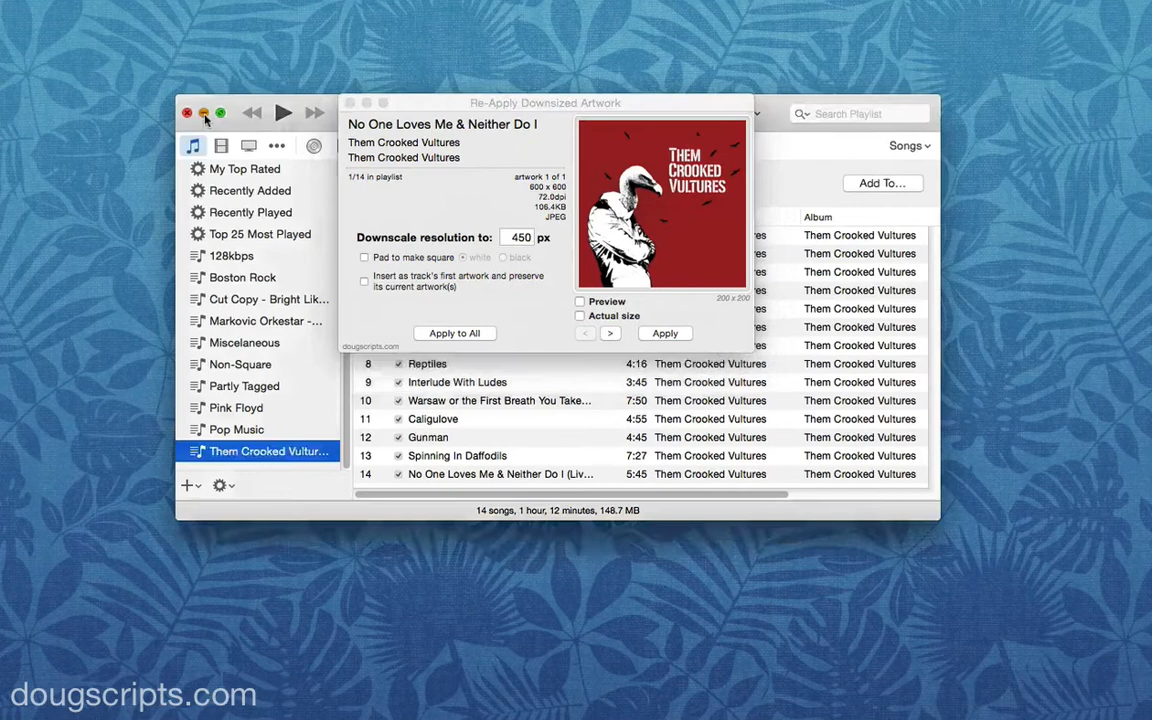 Re-Apply Downsized Artwork
No One Loves Me & Neither Do I
Them Crooked Vultures
Them Crooked Vultures
1/14 in playlist
artwork 1 of 1
600 x 600
72.0dpi
106.4KB
JPEG
Downscale resolution to: 450 px
Pad to make square white black
Insert as track's first artwork and preserve
its current artwork(s)
Apply to All
dougscripts.com
THEM
CROOKED
VULTURES
200 x 200
Preview
Actual size
< > Apply
Search Playlist
Songs
Add To...
My Top Rated
Recently Added
Recently Played
Top 25 Most Played
128kbps
Boston Rock
Cut Copy - Bright Lik...
Markovic Orkestar - ...
Miscelaneous
Non-Square
Partly Tagged
Pink Floyd
Pop Music
Them Crooked Vultur...
Album
Them Crooked Vultures
Them Crooked Vultures
Them Crooked Vultures
Them Crooked Vultures
Them Crooked Vultures
Them Crooked Vultures
Them Crooked Vultures
8 Reptiles 4:16 Them Crooked Vultures Them Crooked Vultures
9 Interlude With Ludes 3:45 Them Crooked Vultures Them Crooked Vultures
10 Warsaw or the First Breath You Take... 7:50 Them Crooked Vultures Them Crooked Vultures
11 Caligulove 4:55 Them Crooked Vultures Them Crooked Vultures
12 Gunman 4:45 Them Crooked Vultures Them Crooked Vultures
13 Spinning In Daffodils 7:27 Them Crooked Vultures Them Crooked Vultures
14 No One Loves Me & Neither Do I (Liv... 5:45 Them Crooked Vultures Them Crooked Vultures
14 songs, 1 hour, 12 minutes, 148.7 MB
dougscripts.com